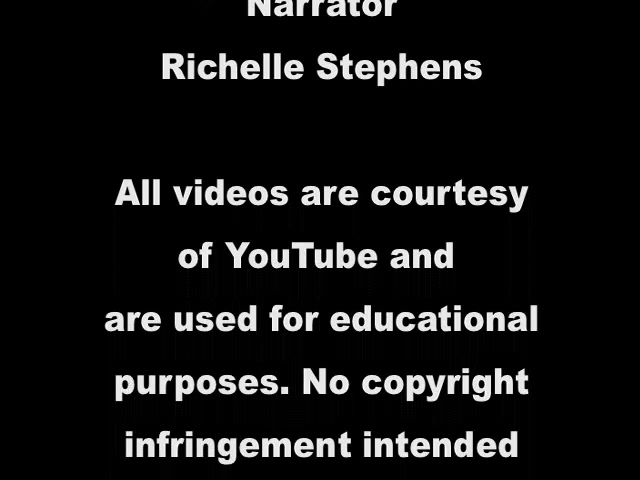 Narrator
Richelle Stephens
All videos are courtesy
of YouTube and
are used for educational
purposes. No copyright
infringement intended